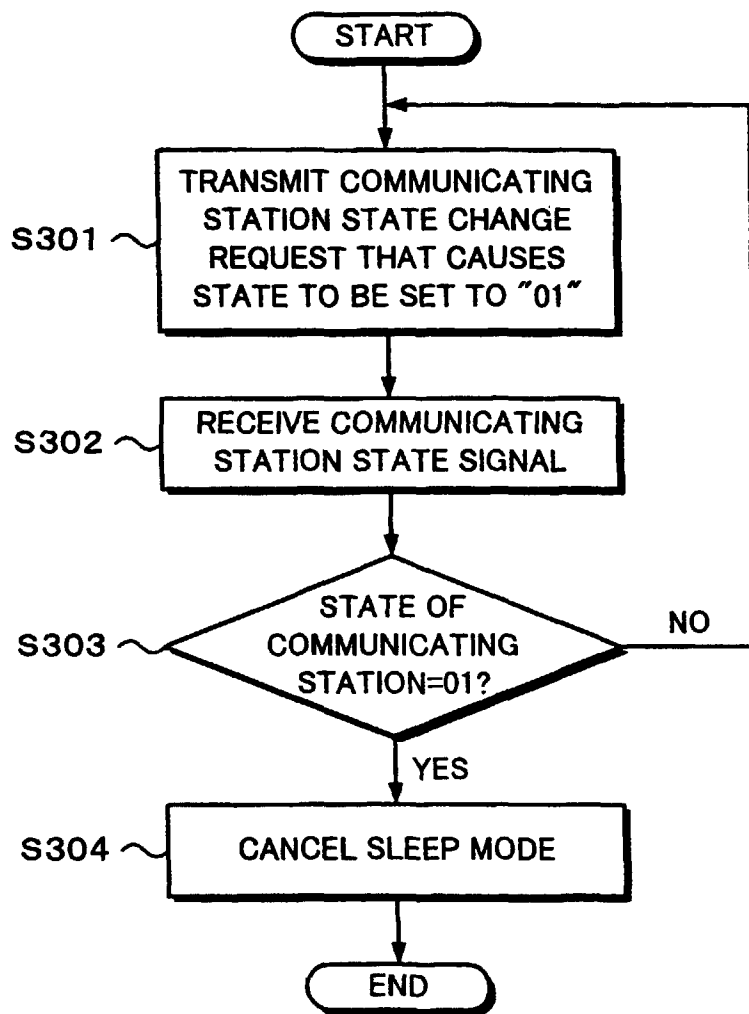 START
S301
TRANSMIT COMMUNICATING
STATION STATE CHANGE
REQUEST THAT CAUSES
STATE TO BE SET TO "01"
S302
RECEIVE COMMUNICATING
STATION STATE SIGNAL
S303
STATE OF
COMMUNICATING
STATION=01?
NO
YES
S304
CANCEL SLEEP MODE
END